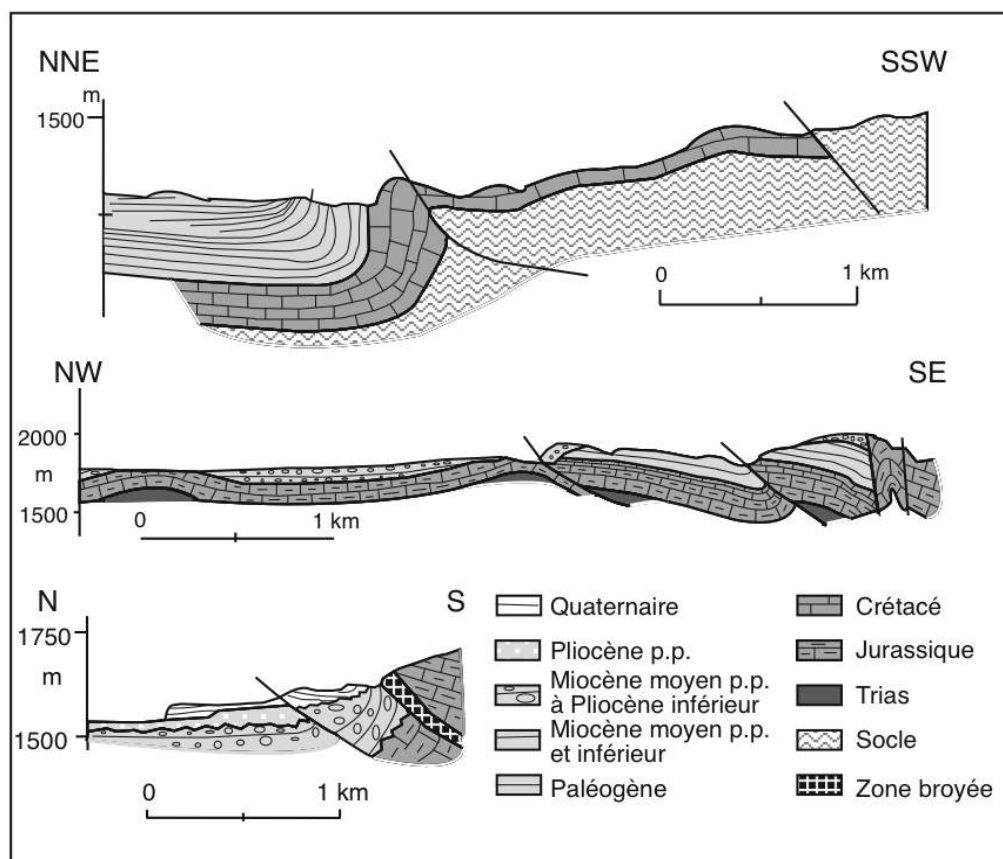 NNE
SSW
m
1500
0
1 km
NW
SE
2000
m
1500
0
1 km
N
S
1750
m
1500
0
1 km
Quaternaire
Pliocène p.p.
Miocène moyen p.p.
à Pliocène inférieur
Miocène moyen p.p.
et inférieur
Paléogène
Crétacé
Jurassique
Trias
Socle
Zone broyée